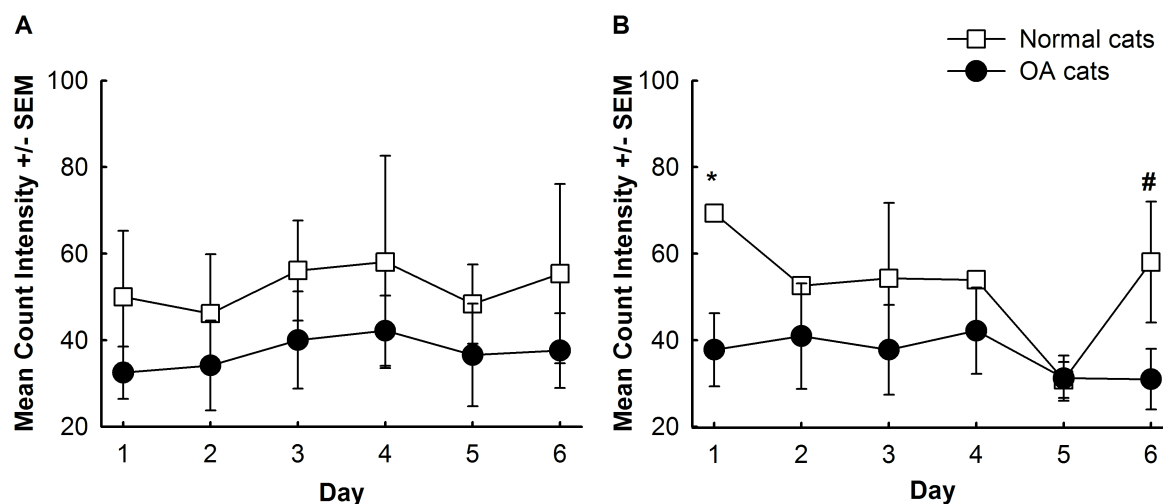 A
B
Normal cats
OA cats
Mean Count Intensity +/- SEM
100
80
60
40
20
1 2 3 4 5 6
Day
Mean Count Intensity +/- SEM
100
80
60
40
20
*
#
1 2 3 4 5 6
Day